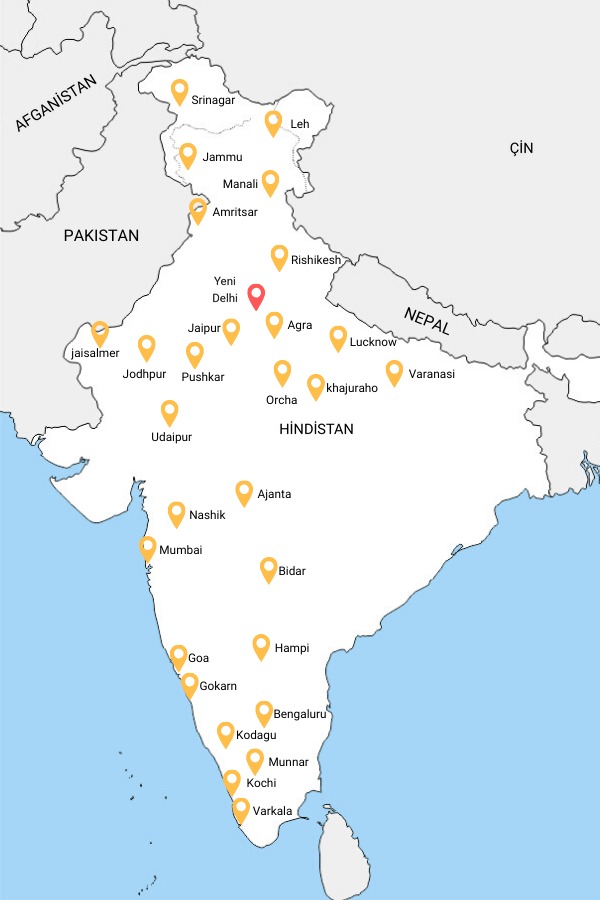 Srinagar
AFGANİSTAN
Leh
ÇİN
Jammu
Manali
Amritsar
PAKISTAN
Rishikesh
Yeni
Delhi
NEPAL
Jaipur
Agra
Lucknow
jaisalmer
Jodhpur
Pushkar
Varanasi
khajuraho
Orcha
HİNDİSTAN
Udaipur
Ajanta
Nashik
Mumbai
Bidar
Hampi
Goa
Gokarn
Bengaluru
Kodagu
Munnar
Kochi
Varkala